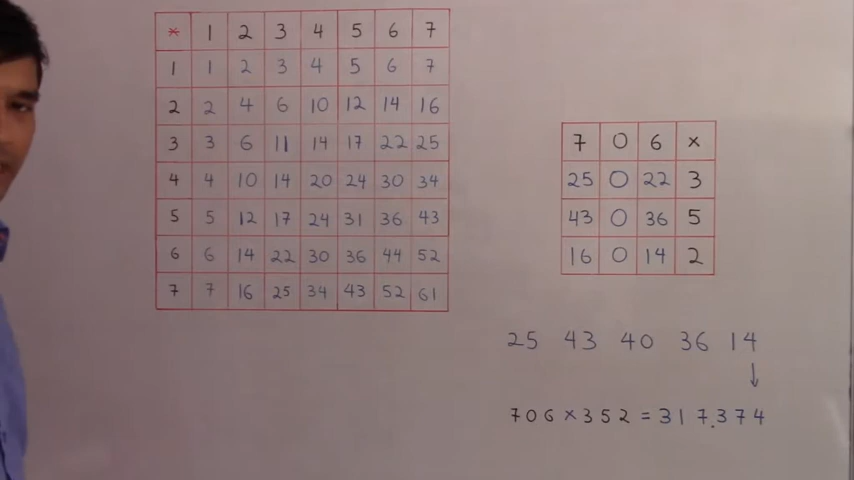 * 1 2 3 4 5 6 7
1 1 2 3 4 5 6 7
2 2 4 6 10 12 14 16
3 3 6 11 14 17 22 25
4 4 10 14 20 24 30 34
5 5 12 17 24 31 36 43
6 6 14 22 30 36 44 52
7 7 16 25 34 43 52 61
7 0 6 ×
25 0 22 3
43 0 36 5
16 0 14 2
25 43 40 36 14
↓
706×352=317.374